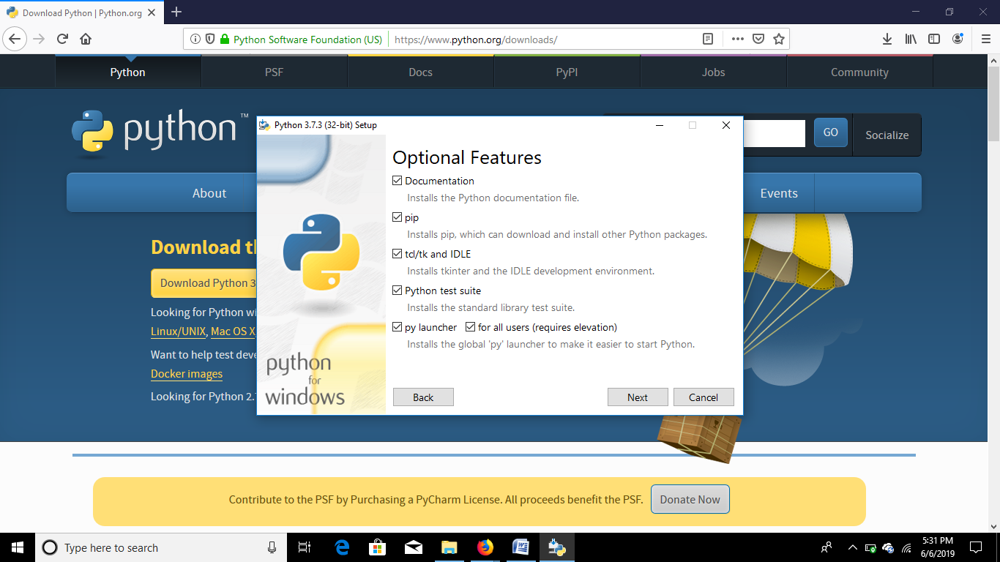 Download Python | Python.org
Python Software Foundation (US) https://www.python.org/downloads/
Python PSF Docs PyPI Jobs Community
python™
GO Socialize
About Events
Python 3.7.3 (32-bit) Setup
Optional Features
Documentation
Installs the Python documentation file.
pip
Installs pip, which can download and install other Python packages.
tcl/tk and IDLE
Installs tkinter and the IDLE development environment.
Python test suite
Installs the standard library test suite.
py launcher for all users (requires elevation)
Installs the global 'py' launcher to make it easier to start Python.
python
for
windows
Back Next Cancel
Download th
Download Python 3
Looking for Python wi
Linux/UNIX, Mac OS X
Want to help test deve
Docker images
Looking for Python 2.
Contribute to the PSF by Purchasing a PyCharm License. All proceeds benefit the PSF. Donate Now
Type here to search
5:31 PM
6/6/2019